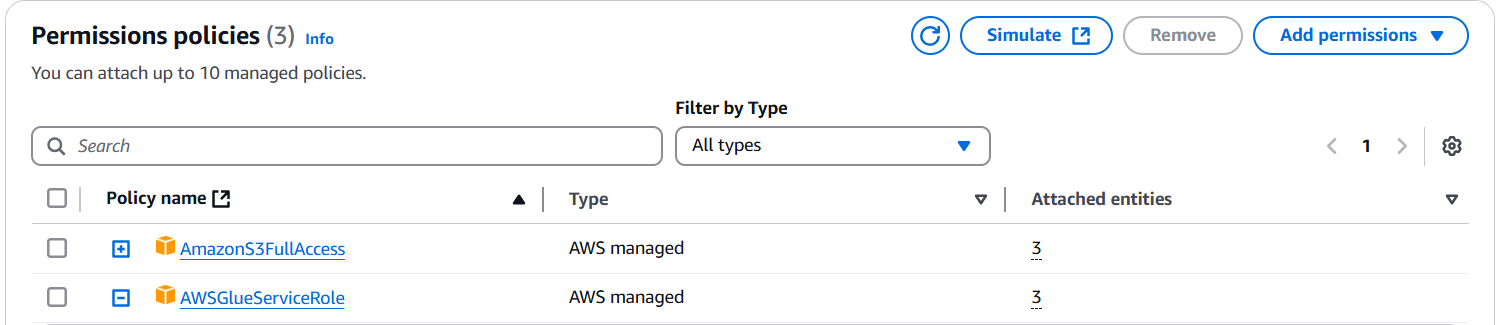 Permissions policies (3) Info
Simulate
Remove
Add permissions
You can attach up to 10 managed policies.
Filter by Type
Search
All types
1
Policy name
Type
Attached entities
AmazonS3FullAccess
AWS managed
3
AWSGlueServiceRole
AWS managed
3